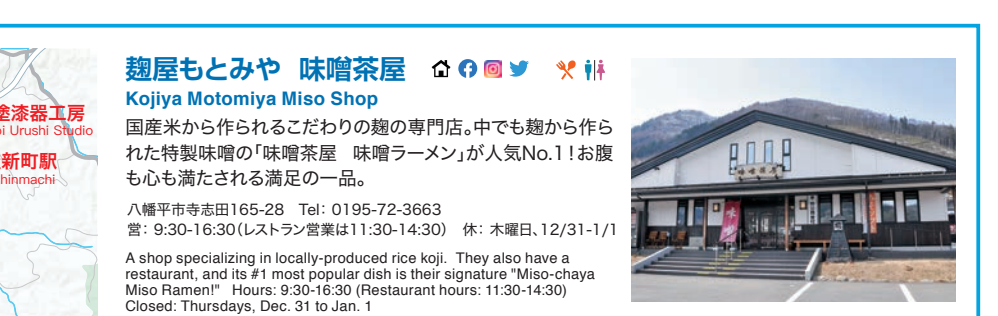 塗漆器工房
pi Urushi Studio
新町駅
hinmachi
麹屋もとみや 味噌茶屋
Kojiya Motomiya Miso Shop
国産米から作られるこだわりの麹の専門店。中でも麹から作ら
れた特製味噌の「味噌茶屋 味噌ラーメン」が人気No.1!お腹
も心も満たされる満足の一品。
八幡平市寺志田165-28 Tel: 0195-72-3663
営: 9:30-16:30(レストラン営業は11:30-14:30) 休: 木曜日、12/31-1/1
A shop specializing in locally-produced rice koji. They also have a
restaurant, and its #1 most popular dish is their signature "Miso-chaya
Miso Ramen!" Hours: 9:30-16:30 (Restaurant hours: 11:30-14:30)
Closed: Thursdays, Dec. 31 to Jan. 1
味噌茶屋
味噌